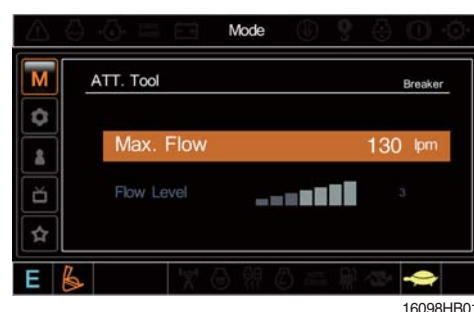 Mode
M
ATT. Tool Breaker
Max. Flow 130 lpm
Flow Level 3
E
16098HB01